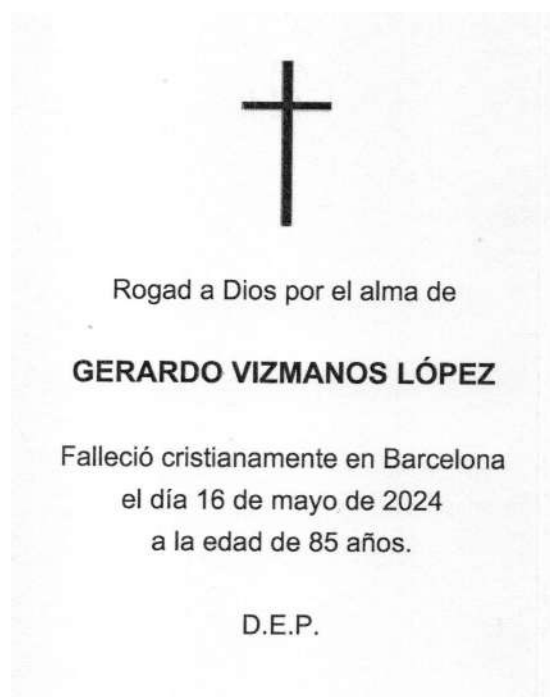 Rogad a Dios por el alma de
GERARDO VIZMANOS LÓPEZ
Falleció cristianamente en Barcelona
el día 16 de mayo de 2024
a la edad de 85 años.
D.E.P.